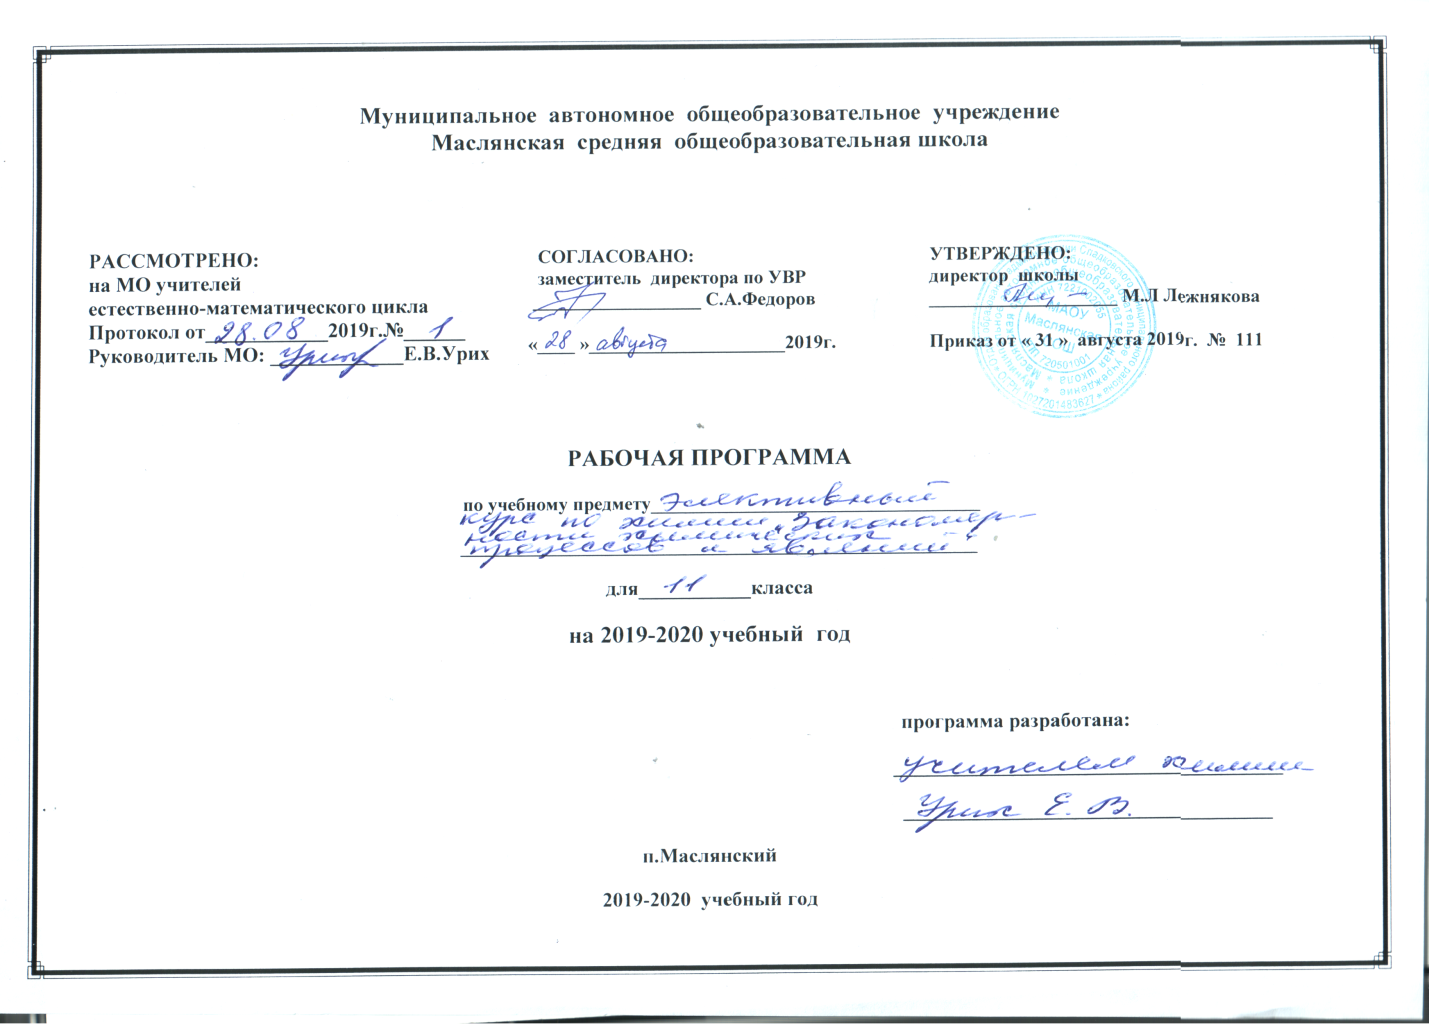 Муниципальное автономное общеобразовательное учреждение
Маслянская средняя общеобразовательная школа
РАССМОТРЕНО:
на МО учителей
естественно-математического цикла
Протокол от 28.08 2019г.№ 1
Руководитель МО: Урих Е.В.Урих
СОГЛАСОВАНО:
заместитель директора по УВР
С.А.Федоров
« 28 » августа 2019г.
УТВЕРЖДЕНО:
директор школы
М.Л Лежнякова
Приказ от « 31 » августа 2019г. № 111
МАОУ
Маслянская
СОШ
РАБОЧАЯ ПРОГРАММА
по учебному предмету элективный
курс по химии „Закономер-
ности химических
процессов и явлений"
для 11 класса
на 2019-2020 учебный год
программа разработана:
учителем химии
Урих Е. В.
п.Маслянский
2019-2020 учебный год